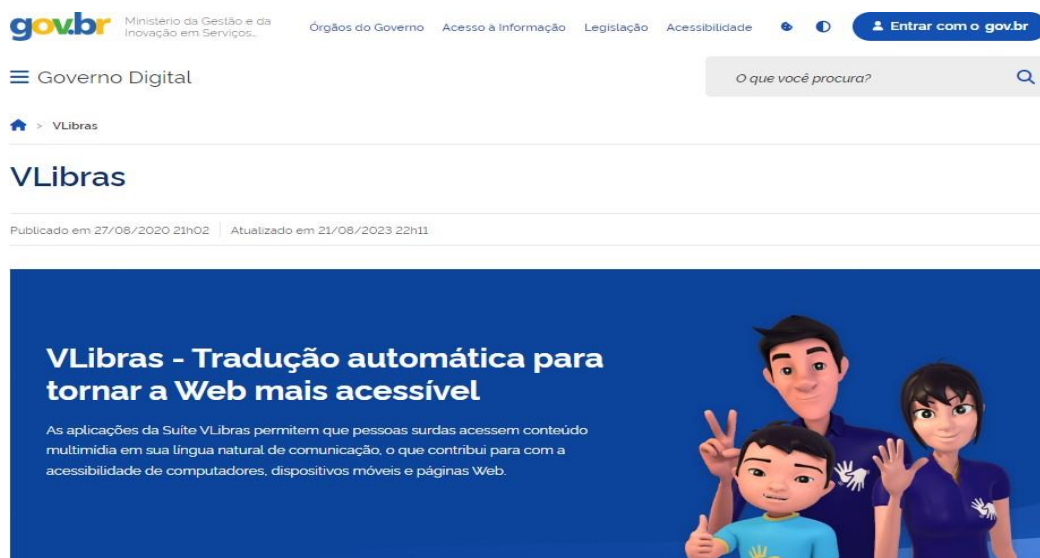 gov.br
Ministério da Gestão e da
Inovação em Serviços...
Órgãos do Governo Acesso à Informação Legislação Acessibilidade
Entrar com o gov.br
Governo Digital
O que você procura?
> VLibras
VLibras
Publicado em 27/08/2020 21h02 Atualizado em 21/08/2023 22h11
VLibras - Tradução automática para
tornar a Web mais acessível
As aplicações da Suíte VLibras permitem que pessoas surdas acessem conteúdo
multimídia em sua língua natural de comunicação, o que contribui para com a
acessibilidade de computadores, dispositivos móveis e páginas Web.